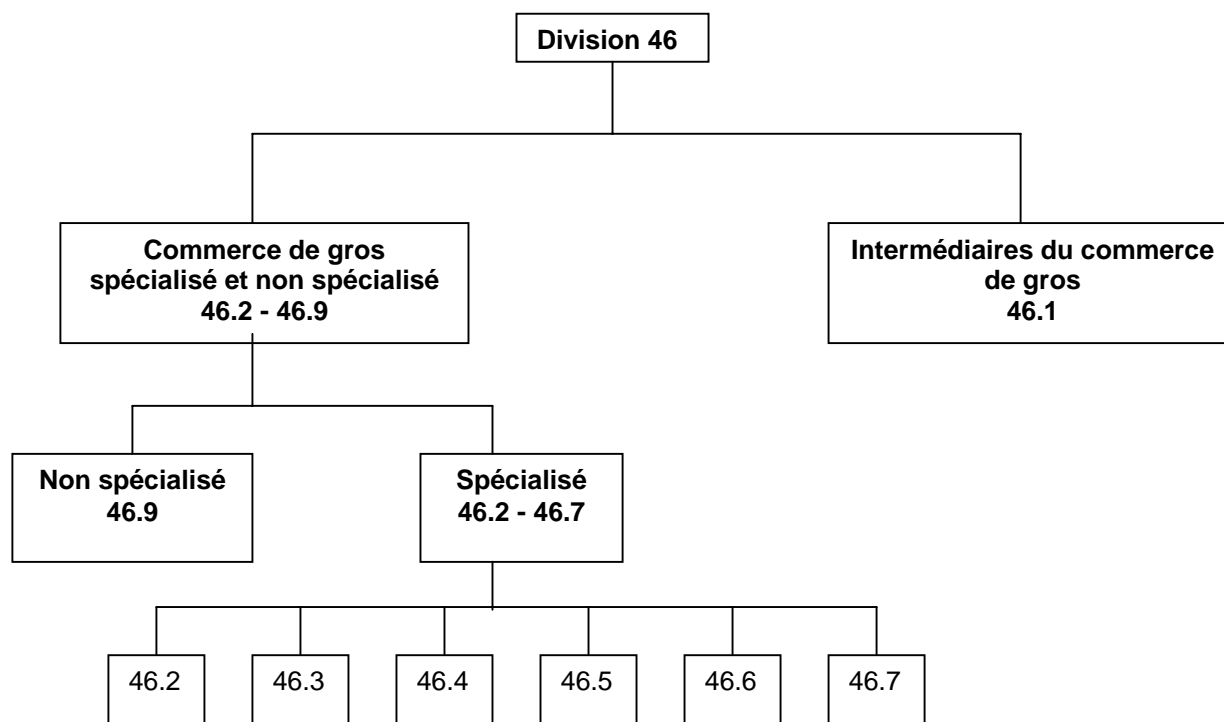 Division 46
Commerce de gros
spécialisé et non spécialisé
46.2 - 46.9
Intermédiaires du commerce
de gros
46.1
Non spécialisé
46.9
Spécialisé
46.2 - 46.7
46.2
46.3
46.4
46.5
46.6
46.7